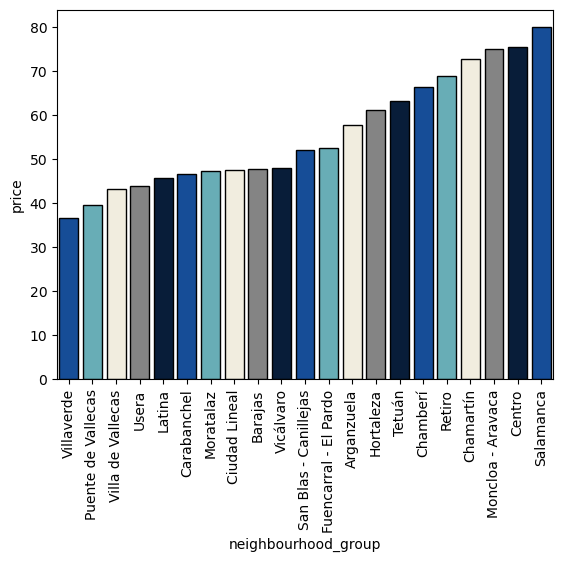 80
70
60
50
40
30
20
10
0
price
Villaverde
Puente de Vallecas
Villa de Vallecas
Usera
Latina
Carabanchel
Moratalaz
Ciudad Lineal
Barajas
Vicálvaro
San Blas - Canillejas
Fuencarral - El Pardo
Arganzuela
Hortaleza
Tetuán
Chamberí
Retiro
Chamartín
Moncloa - Aravaca
Centro
Salamanca
neighbourhood_group